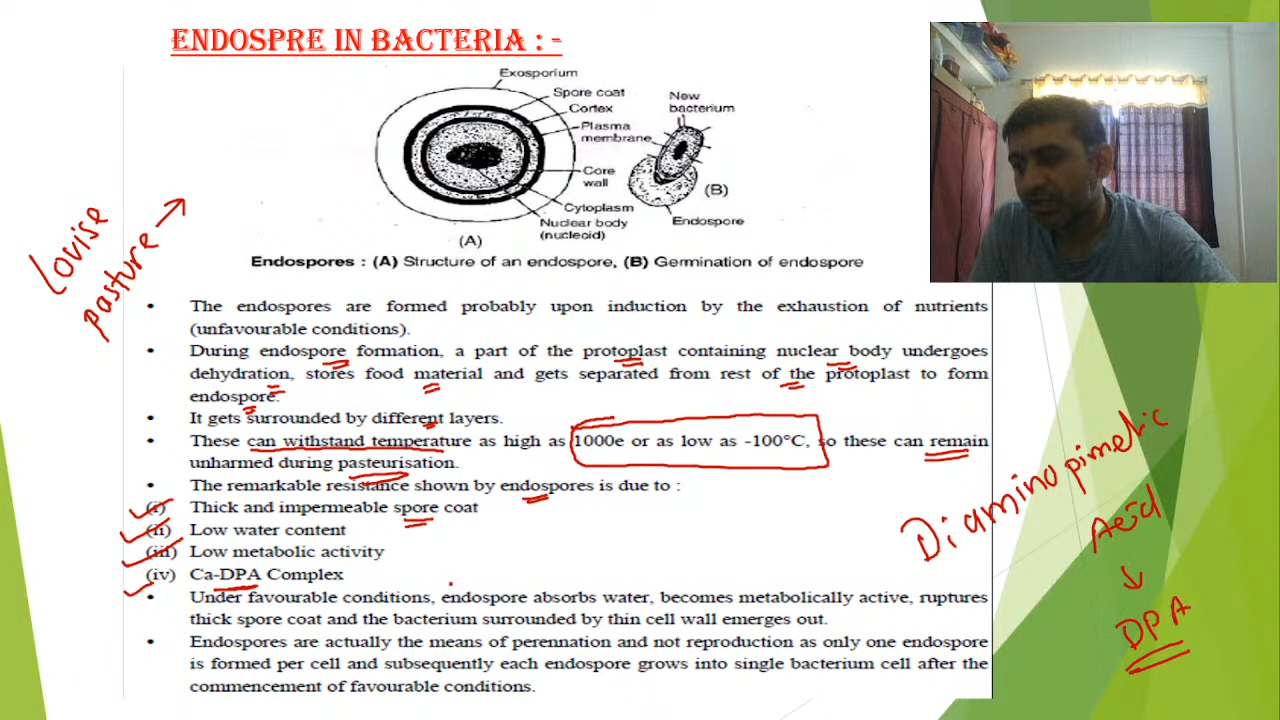 ENDOSPRE IN BACTERIA : -
Exosporium
Spore coat
Cortex
Plasma
membrane
Core
wall
Cytoplasm
Nuclear body
(nucleoid)
(A)
New
bacterium
(B)
Endospore
Endospores : (A) Structure of an endospore, (B) Germination of endospore
Lovise
pasture →
• The endospores are formed probably upon induction by the exhaustion of nutrients
(unfavourable conditions).
• During endospore formation, a part of the protoplast containing nuclear body undergoes
dehydration, stores food material and gets separated from rest of the protoplast to form
endospore.
• It gets surrounded by different layers.
• These can withstand temperature as high as 1000e or as low as -100°C, so these can remain
unharmed during pasteurisation.
• The remarkable resistance shown by endospores is due to :
(i) Thick and impermeable spore coat
(ii) Low water content
(iii) Low metabolic activity
(iv) Ca-DPA Complex
• Under favourable conditions, endospore absorbs water, becomes metabolically active, ruptures
thick spore coat and the bacterium surrounded by thin cell wall emerges out.
• Endospores are actually the means of perennation and not reproduction as only one endospore
is formed per cell and subsequently each endospore grows into single bacterium cell after the
commencement of favourable conditions.
Diamino pimelic
Acid
↓
DPA